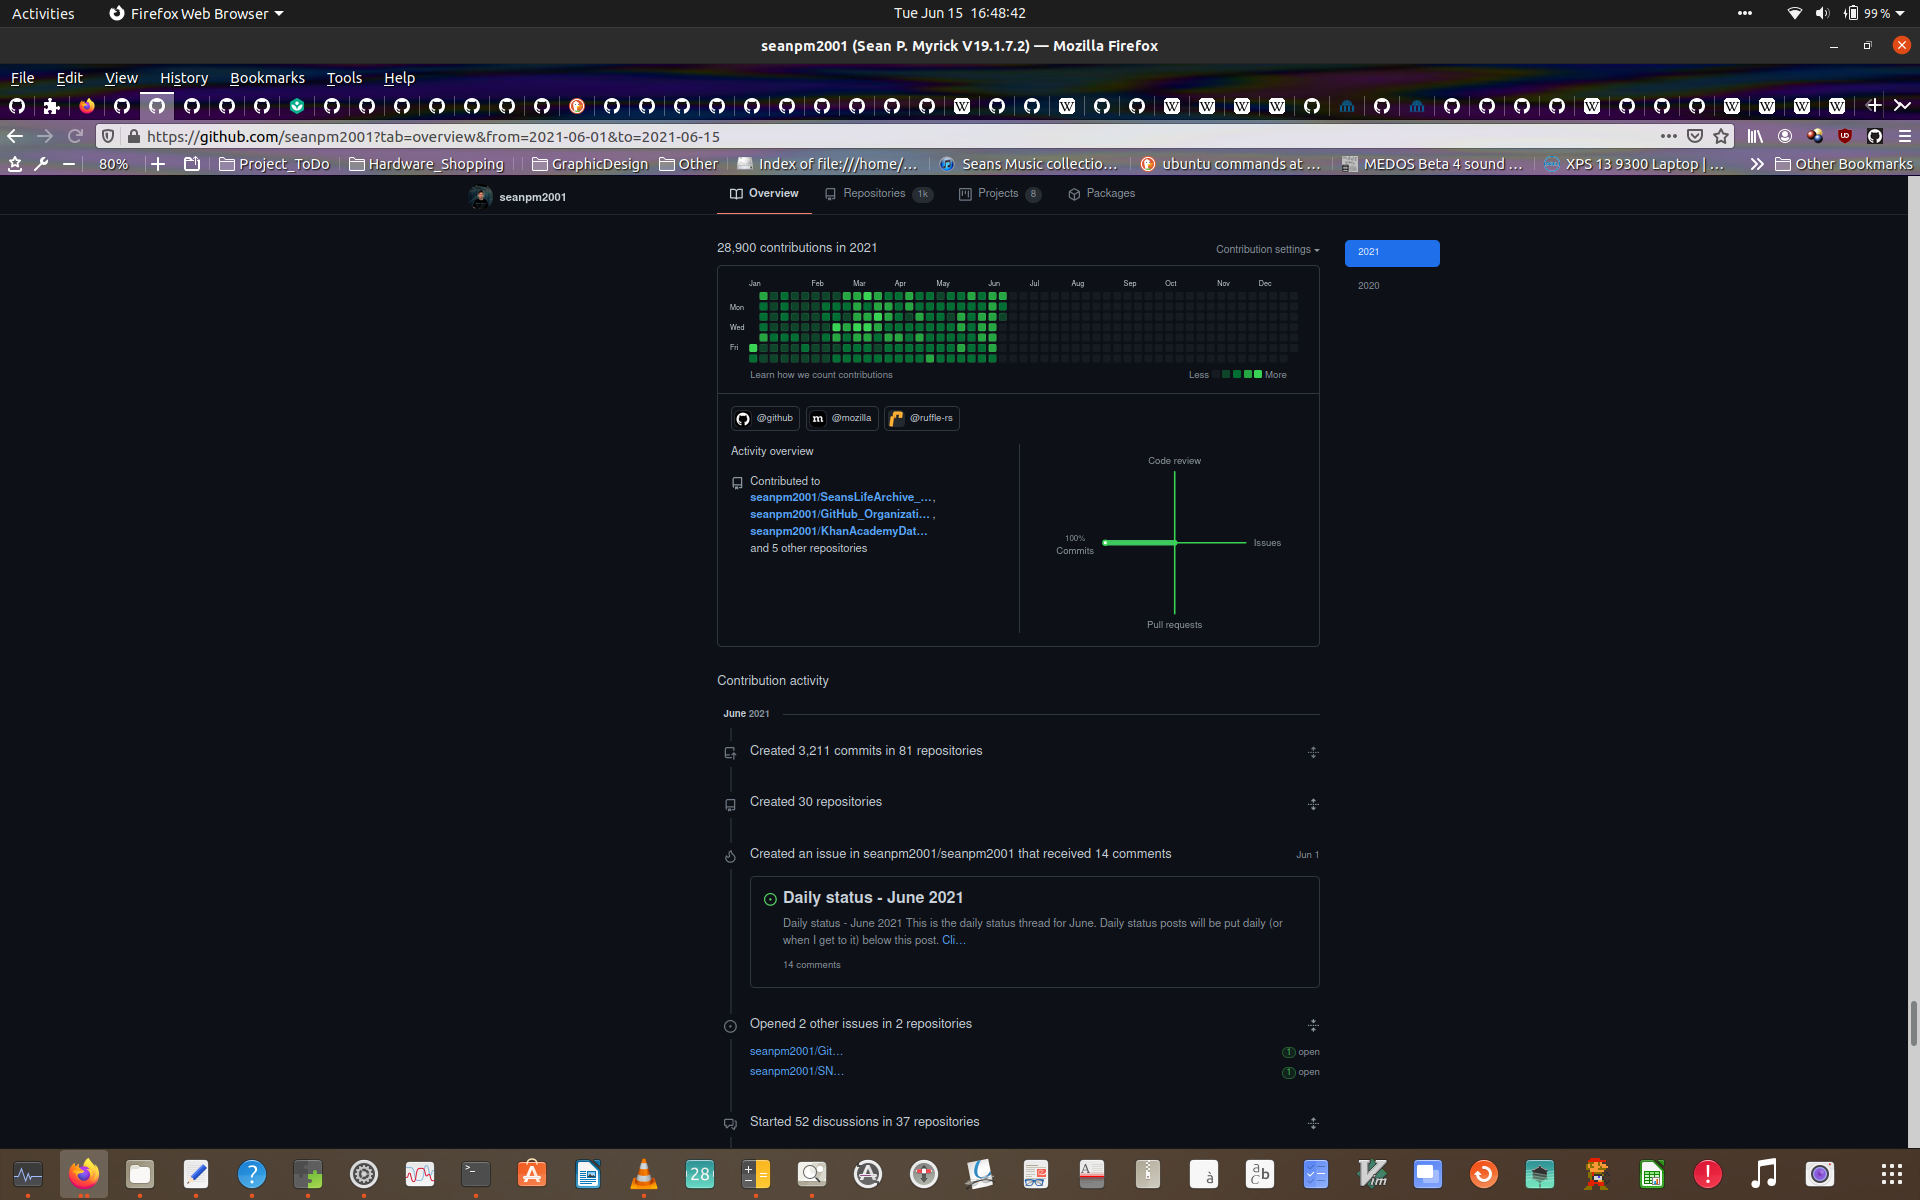 Activities
Firefox Web Browser
Tue Jun 15 16:48:42
99 %
seanpm2001 (Sean P. Myrick V19.1.7.2) — Mozilla Firefox
File Edit View History Bookmarks Tools Help
https://github.com/seanpm2001?tab=overview&from=2021-06-01&to=2021-06-15
80%
Project_ToDo
Hardware_Shopping
GraphicDesign
Other
Index of file:///home/...
Seans Music collectio...
ubuntu commands at ...
MEDOS Beta 4 sound ...
XPS 13 9300 Laptop | ...
Other Bookmarks
seanpm2001
Overview
Repositories 1k
Projects 8
Packages
28,900 contributions in 2021
Contribution settings
2021
2020
Jan Feb Mar Apr May Jun Jul Aug Sep Oct Nov Dec
Mon
Wed
Fri
Learn how we count contributions
Less
More
@github
@mozilla
@ruffle-rs
Activity overview
Contributed to
seanpm2001/SeansLifeArchive_...,
seanpm2001/GitHub_Organizati... ,
seanpm2001/KhanAcademyDat...
and 5 other repositories
Code review
100%
Commits
Issues
Pull requests
Contribution activity
June 2021
Created 3,211 commits in 81 repositories
Created 30 repositories
Created an issue in seanpm2001/seanpm2001 that received 14 comments
Jun 1
Daily status - June 2021
Daily status - June 2021 This is the daily status thread for June. Daily status posts will be put daily (or
when I get to it) below this post. Cli...
14 comments
Opened 2 other issues in 2 repositories
seanpm2001/Git...
1 open
seanpm2001/SN...
1 open
Started 52 discussions in 37 repositories
28